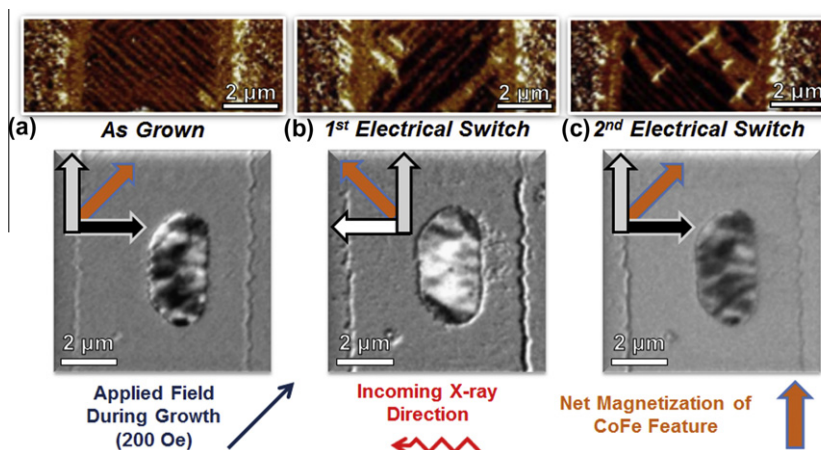 2 µm
2 µm
2 µm
(a) As Grown
(b) 1st Electrical Switch
(c) 2nd Electrical Switch
2 µm
2 µm
2 µm
Applied Field
During Growth
(200 Oe)
Incoming X-ray
Direction
Net Magnetization of
CoFe Feature